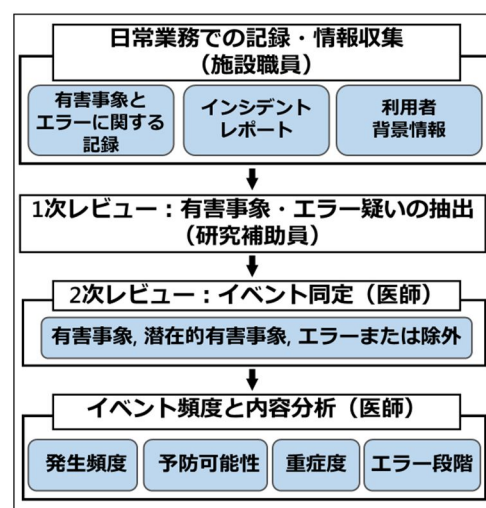 日常業務での記録・情報収集
（施設職員）
有害事象と
エラーに関する
記録
インシデント
レポート
利用者
背景情報
1次レビュー：有害事象・エラー疑いの抽出
（研究補助員）
2次レビュー：イベント同定（医師）
有害事象, 潜在的有害事象, エラーまたは除外
イベント頻度と内容分析（医師）
発生頻度
予防可能性
重症度
エラー段階